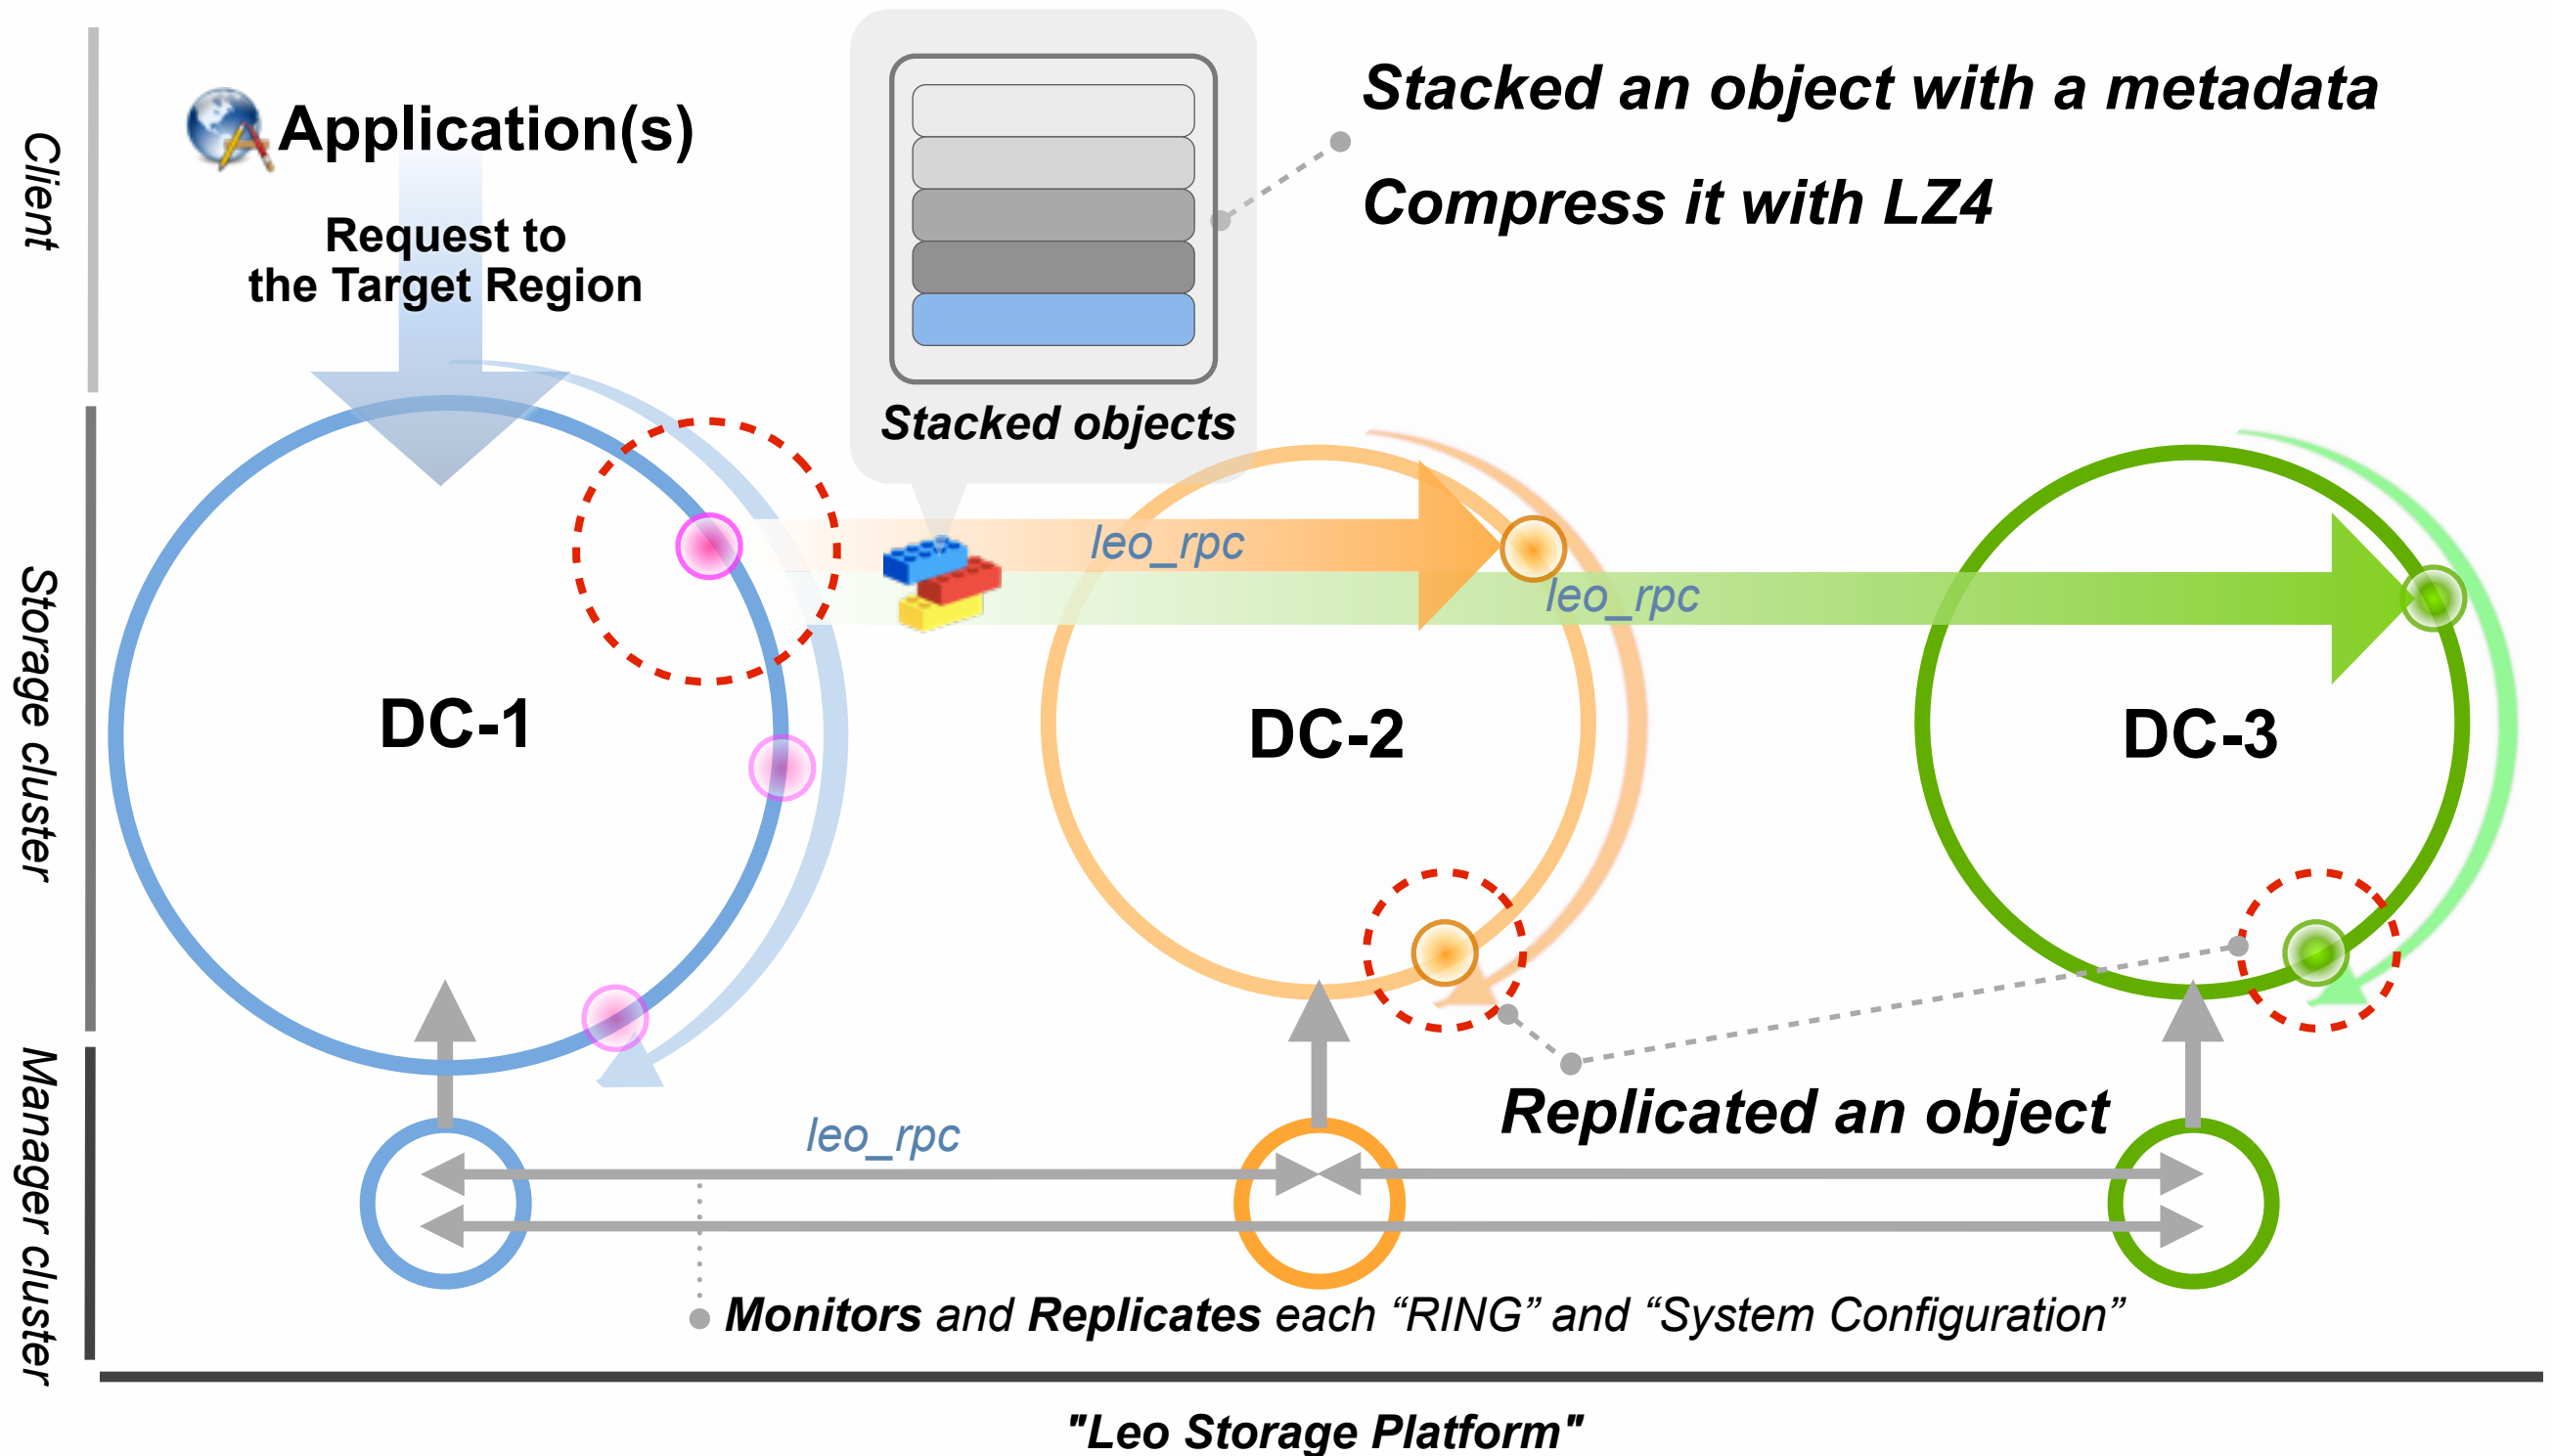 Client
Application(s)
Request to
the Target Region
Stacked objects
Stacked an object with a metadata
Compress it with LZ4
Storage cluster
leo_rpc
leo_rpc
DC-1
DC-2
DC-3
Replicated an object
Manager cluster
leo_rpc
Monitors and Replicates each “RING” and “System Configuration”
"Leo Storage Platform"